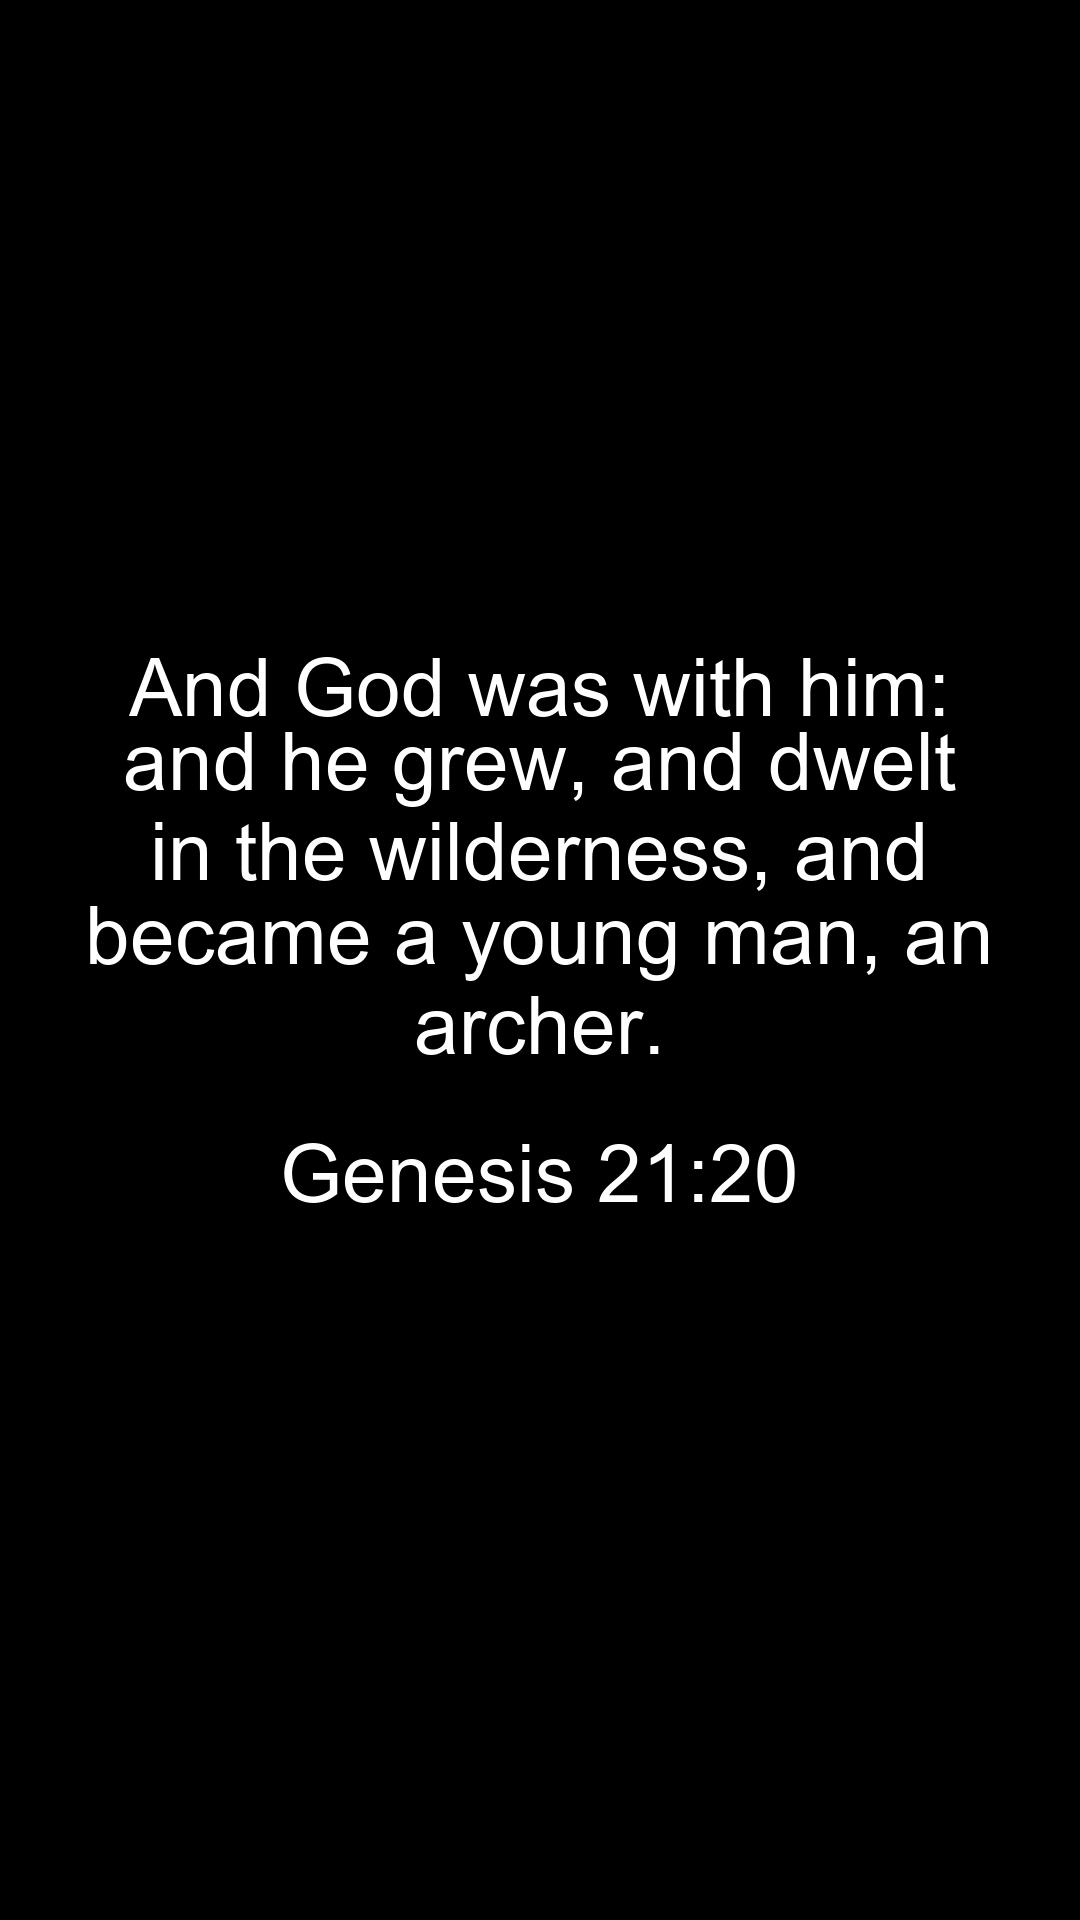 And God was with him:
and he grew, and dwelt
in the wilderness, and
became a young man, an
archer.
Genesis 21:20